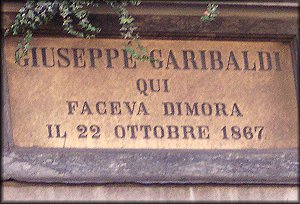 GIUSEPPE GARIBALDI
QUI
FACEVA DIMORA
IL 22 OTTOBRE 1867